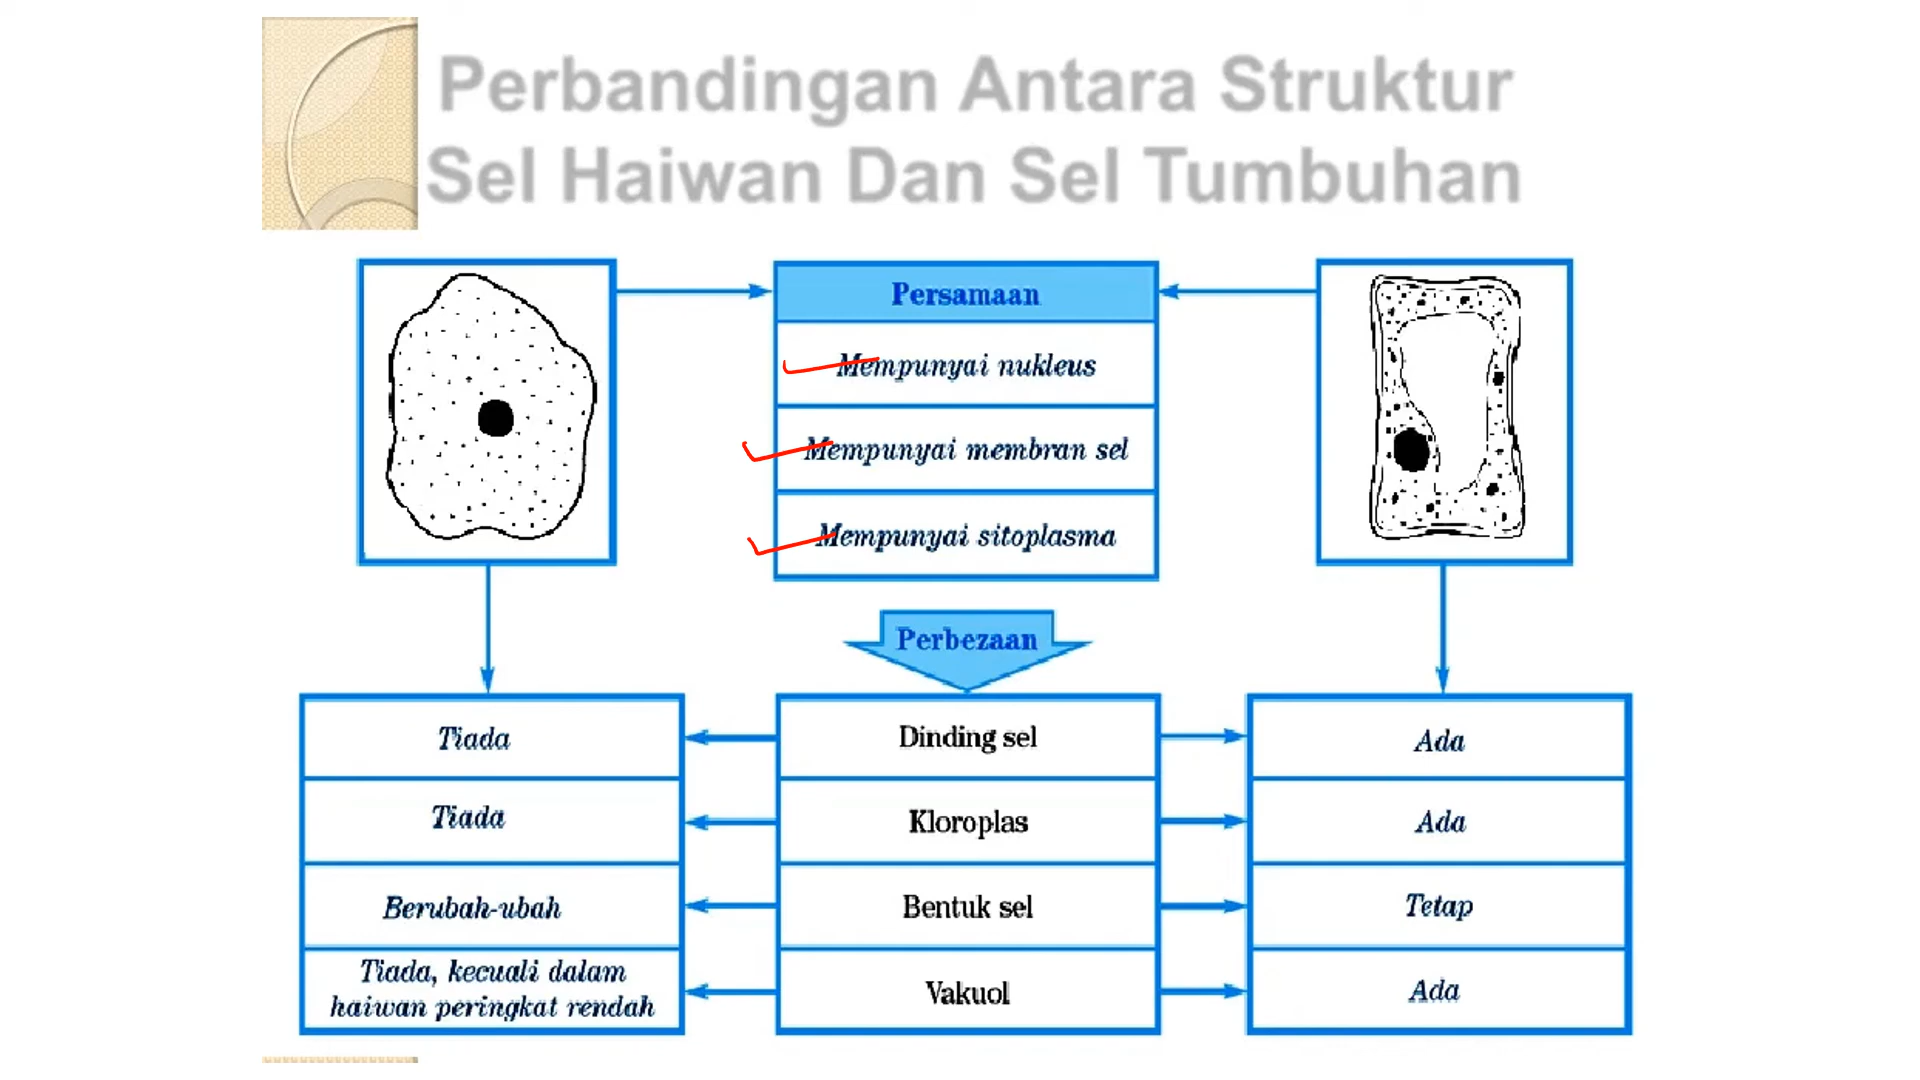 Perbandingan Antara Struktur
Sel Haiwan Dan Sel Tumbuhan
Persamaan
Mempunyai nukleus
Mempunyai membran sel
Mempunyai sitoplasma
Perbezaan
Tiada
Dinding sel
Ada
Tiada
Kloroplas
Ada
Berubah-ubah
Bentuk sel
Tetap
Tiada, kecuali dalam
haiwan peringkat rendah
Vakuol
Ada